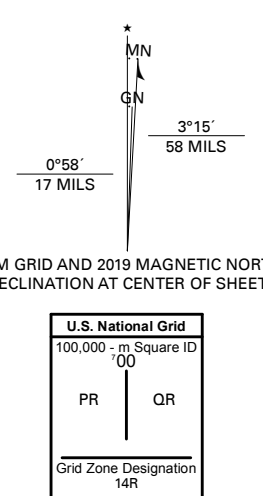 ★
MN
GN
3°15´
58 MILS
0°58´
17 MILS
M GRID AND 2019 MAGNETIC NORT
ECLINATION AT CENTER OF SHEET
U.S. National Grid
100,000 - m Square ID
⁷00
PR QR
Grid Zone Designation
14R